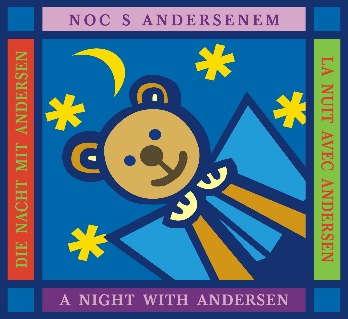 NOC S ANDERSENEM
DIE NACHT MIT ANDERSEN
LA NUIT AVEC ANDERSEN
A NIGHT WITH ANDERSEN